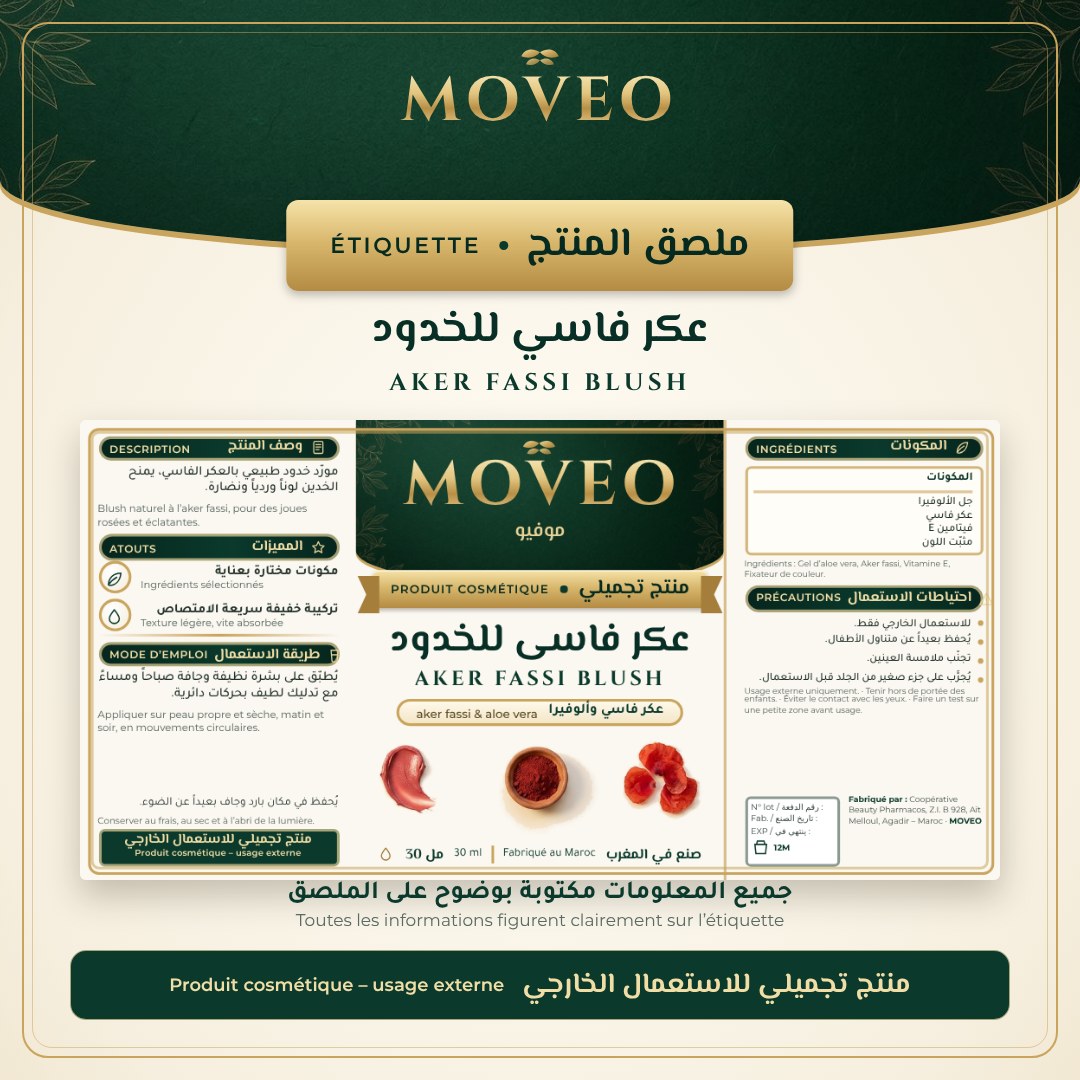 MOVEO
ÉTIQUETTE • ملصق المنتج
عكر فاسي للخدود
AKER FASSI BLUSH
DESCRIPTION وصف المنتج
مورّد خدود طبيعي بالعكر الفاسي، يمنح
الخدين لوناً وردياً ونضارة.
Blush naturel à l’aker fassi, pour des joues
rosées et éclatantes.
ATOUTS المميزات
مكونات مختارة بعناية
Ingrédients sélectionnés
تركيبة خفيفة سريعة الامتصاص
Texture légère, vite absorbée
MODE D’EMPLOI طريقة الاستعمال
يُطبّق على بشرة نظيفة وجافة صباحاً ومساءً
مع تدليك لطيف بحركات دائرية.
Appliquer sur peau propre et sèche, matin et
soir, en mouvements circulaires.
يُحفظ في مكان بارد وجاف بعيداً عن الضوء.
Conserver au frais, au sec et à l’abri de la lumière.
منتج تجميلي للاستعمال الخارجي
Produit cosmétique – usage externe
MOVEO
موفيو
PRODUIT COSMÉTIQUE • منتج تجميلي
عكر فاسي للخدود
AKER FASSI BLUSH
aker fassi & aloe vera عكر فاسي وألوفيرا
30 مل 30 ml | Fabriqué au Maroc صنع في المغرب
INGRÉDIENTS المكونات
المكونات
جل الألوفيرا
عكر فاسي
فيتامين E
مثبّت اللون
Ingrédients : Gel d’aloe vera, Aker fassi, Vitamine E,
Fixateur de couleur.
PRÉCAUTIONS احتياطات الاستعمال
للاستعمال الخارجي فقط.
يُحفظ بعيداً عن متناول الأطفال.
تجنّب ملامسة العينين.
يُجرَّب على جزء صغير من الجلد قبل الاستعمال.
Usage externe uniquement. · Tenir hors de portée des
enfants. · Éviter le contact avec les yeux. · Faire un test sur
une petite zone avant usage.
N° lot / رقم الدفعة :
Fab. / تاريخ الصنع :
EXP / ينتهي في :
12M
Fabriqué par : Coopérative
Beauty Pharmacos, Z.I. B 928, Aït
Melloul, Agadir – Maroc · MOVEO
جميع المعلومات مكتوبة بوضوح على الملصق
Toutes les informations figurent clairement sur l’étiquette
Produit cosmétique – usage externe منتج تجميلي للاستعمال الخارجي